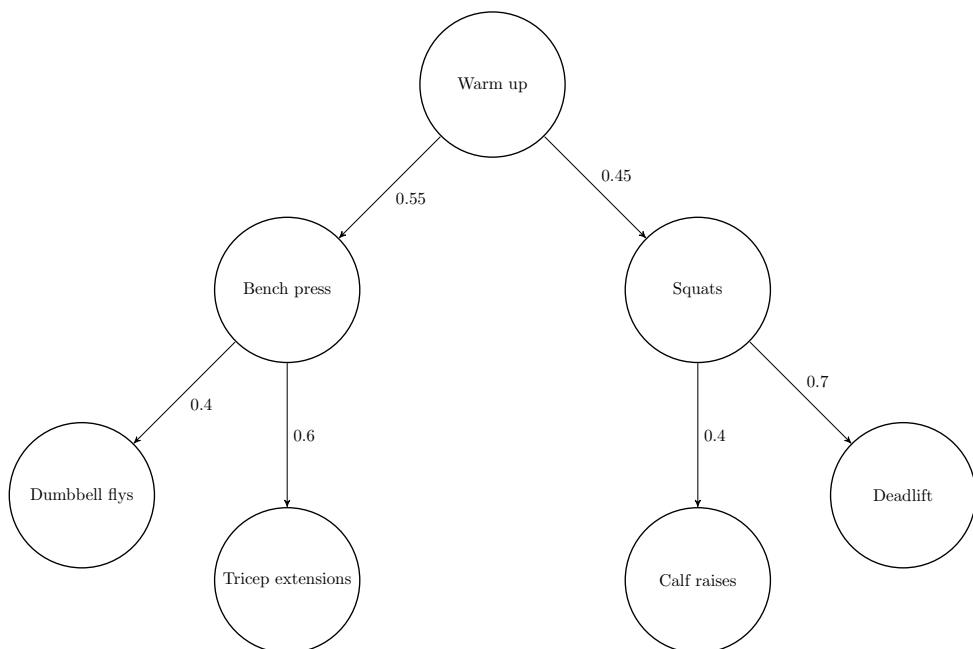 Warm up
0.55
0.45
Bench press
Squats
0.4
0.6
0.4
0.7
Dumbbell flys
Tricep extensions
Calf raises
Deadlift